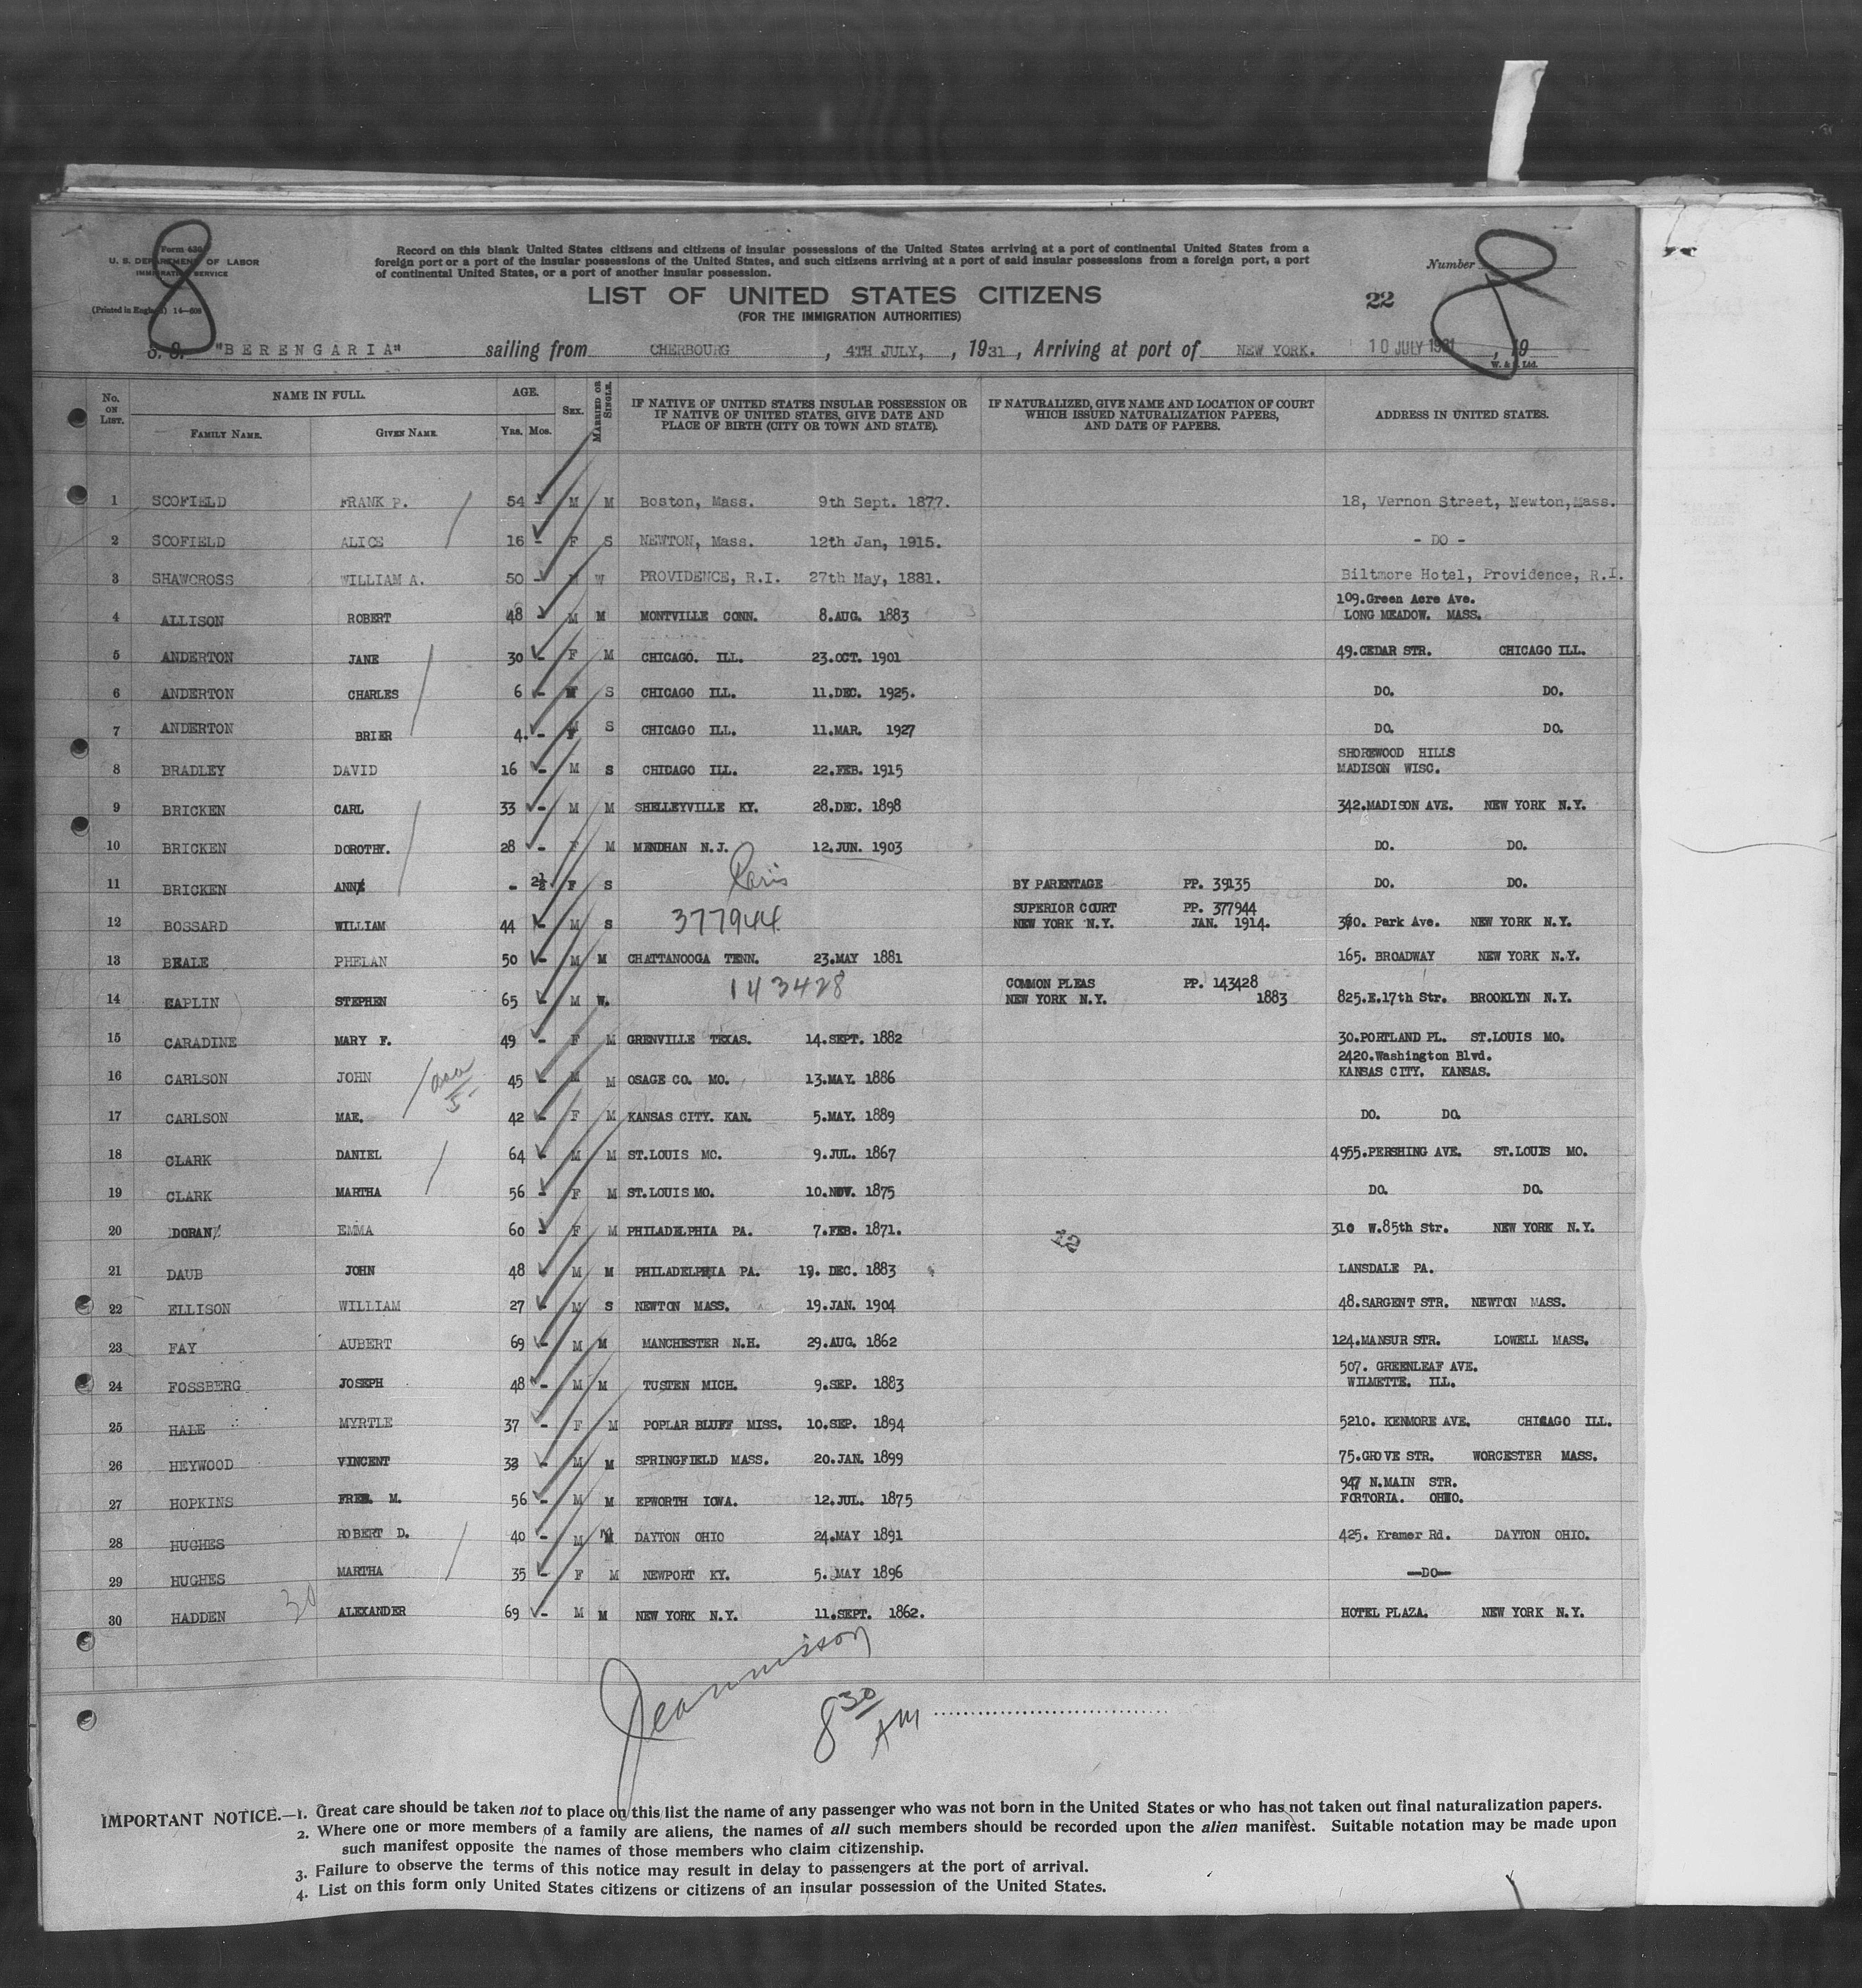 8
Form 430
U. S. DEPARTMENT OF LABOR
IMMIGRATION SERVICE
(Printed in England) 14—608
Record on this blank United States citizens and citizens of insular possessions of the United States arriving at a port of continental United States from a
foreign port or a port of the insular possessions of the United States, and such citizens arriving at a port of said insular possessions from a foreign port, a port
of continental United States, or a port of another insular possession.
LIST OF UNITED STATES CITIZENS
(FOR THE IMMIGRATION AUTHORITIES)
Number
22
S. S. "BERENGARIA" sailing from CHERBOURG, 4TH JULY, , 1931, Arriving at port of NEW YORK. 10 JULY 1931, 19
W. & S. Ltd.
No. ON LIST. NAME IN FULL. FAMILY NAME. GIVEN NAME. AGE. Yrs. Mos. SEX. MARRIED OR SINGLE. IF NATIVE OF UNITED STATES INSULAR POSSESSION OR IF NATIVE OF UNITED STATES, GIVE DATE AND PLACE OF BIRTH (CITY OR TOWN AND STATE). IF NATURALIZED, GIVE NAME AND LOCATION OF COURT WHICH ISSUED NATURALIZATION PAPERS, AND DATE OF PAPERS. ADDRESS IN UNITED STATES.
1 SCOFIELD FRANK P. 54 - M M Boston, Mass. 9th Sept. 1877. 18, Vernon Street, Newton, Mass.
2 SCOFIELD ALICE 16 - F S NEWTON, Mass. 12th Jan, 1915. - DO -
3 SHAWCROSS WILLIAM A. 50 - M W PROVIDENCE, R.I. 27th May, 1881. Biltmore Hotel, Providence, R.I.
4 ALLISON ROBERT 48 - M M MONTVILLE CONN. 8.AUG. 1883 109.Green Acre Ave. LONG MEADOW. MASS.
5 ANDERTON JANE 30 - F M CHICAGO. ILL. 23.OCT. 1901 49.CEDAR STR. CHICAGO ILL.
6 ANDERTON CHARLES 6 - M S CHICAGO ILL. 11.DEC. 1925. DO. DO.
7 ANDERTON BRIER 4. - M S CHICAGO ILL. 11.MAR. 1927 DO. DO.
8 BRADLEY DAVID 16 - M S CHICAGO ILL. 22.FEB. 1915 SHOREWOOD HILLS MADISON WISC.
9 BRICKEN CARL 33 - M M SHELLEYVILLE KY. 28.DEC. 1898 342.MADISON AVE. NEW YORK N.Y.
10 BRICKEN DOROTHY. 28 - F M MENDHAN N.J. 12.JUN. 1903 DO. DO.
11 BRICKEN ANNE - 2½ F S Paris BY PARENTAGE PP. 39135 DO. DO.
12 BOSSARD WILLIAM 44 - M S 377944 SUPERIOR COURT PP. 377944 NEW YORK N.Y. JAN. 1914. Park Ave. NEW YORK N.Y.
13 BEALE PHELAN 50 - M M CHATTANOOGA TENN. 23.MAY 1881 165. BROADWAY NEW YORK N.Y.
14 CAPLIN STEPHEN 65 M W. 143428 COMMON PLEAS PP. 143428 NEW YORK N.Y. 1883 825.E.17th Str. BROOKLYN N.Y.
15 CARADINE MARY F. 49 - F M GRENVILLE TEXAS. 14.SEPT. 1882 30.PORTLAND PL. ST.LOUIS MO.
16 CARLSON JOHN 45 - M M OSAGE CO. MO. 13.MAY. 1886 2420.Washington Blvd. KANSAS CITY. KANSAS.
17 CARLSON MAE. 42 - F M KANSAS CITY. KAN. 5.MAY. 1889 DO. DO.
18 CLARK DANIEL 64 - M M ST.LOUIS MO. 9.JUL. 1867 4955.PERSHING AVE. ST.LOUIS MO.
19 CLARK MARTHA 56 - F M ST.LOUIS MO. 10.NOV. 1875 DO. DO.
20 DORAN EMMA 60 - F M PHILADELPHIA PA. 7.FEB. 1871. 12 310 W.85th Str. NEW YORK N.Y.
21 DAUB JOHN 48 - M M PHILADELPHIA PA. 19. DEC. 1883 LANSDALE PA.
22 ELLISON WILLIAM 27 - M S NEWTON MASS. 19.JAN. 1904 48.SARGENT STR. NEWTON MASS.
23 FAY AUBERT 69 - M M MANCHESTER N.H. 29.AUG. 1862 124.MANSUR STR. LOWELL MASS.
24 FOSSBERG JOSEPH 48 - M M TUSTEN MICH. 9.SEP. 1883 507. GREENLEAF AVE. WILMETTE. ILL.
25 HALE MYRTLE 37 - F M POPLAR BLUFF MISS. 10.SEP. 1894 5210. KENMORE AVE. CHICAGO ILL.
26 HEYWOOD VINCENT 32 - M M SPRINGFIELD MASS. 20.JAN. 1899 75.GROVE STR. WORCESTER MASS.
27 HOPKINS FRED. M. 56 - M M EPWORTH IOWA. 12.JUL. 1875 947 N.MAIN STR. FORTORIA. OHIO.
28 HUGHES ROBERT D. 40 - M M DAYTON OHIO 24.MAY 1891 425. Kramer Rd. DAYTON OHIO.
29 HUGHES MARTHA 35 - F M NEWPORT KY. 5. MAY 1896 —DO—
30 HADDEN 30 ALEXANDER 69 - M M NEW YORK N.Y. 11.SEPT. 1862. HOTEL PLAZA. NEW YORK N.Y.
8 30 AM
IMPORTANT NOTICE.—1. Great care should be taken not to place on this list the name of any passenger who was not born in the United States or who has not taken out final naturalization papers.
2. Where one or more members of a family are aliens, the names of all such members should be recorded upon the alien manifest. Suitable notation may be made upon
such manifest opposite the names of those members who claim citizenship.
3. Failure to observe the terms of this notice may result in delay to passengers at the port of arrival.
4. List on this form only United States citizens or citizens of an insular possession of the United States.